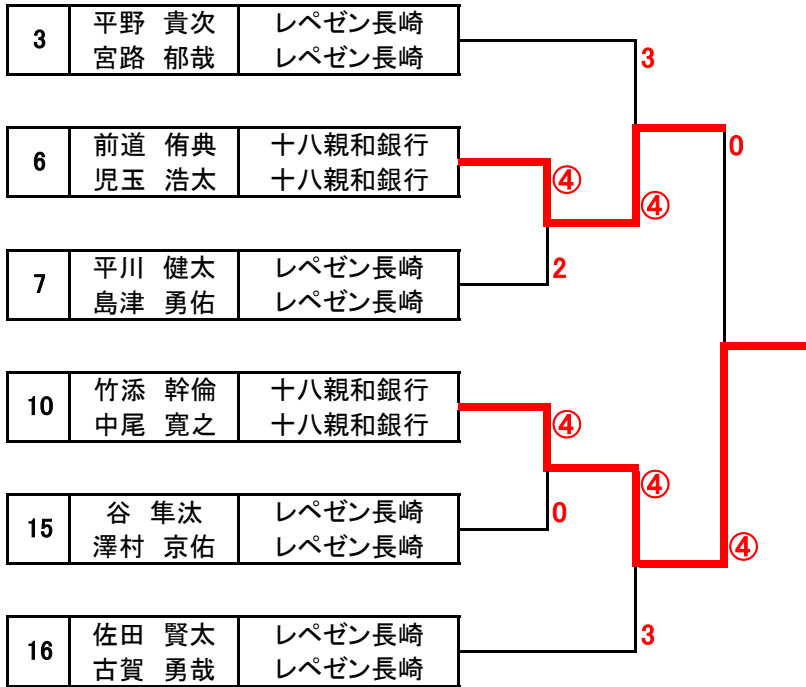 3 平野 貴次 レペゼン長崎
宮路 郁哉 レペゼン長崎
3
0
6 前道 侑典 十八親和銀行
児玉 浩太 十八親和銀行
④
④
7 平川 健太 レペゼン長崎
島津 勇佑 レペゼン長崎
2
10 竹添 幹倫 十八親和銀行
中尾 寛之 十八親和銀行
④
④
15 谷 隼汰 レペゼン長崎
澤村 京佑 レペゼン長崎
0
④
16 佐田 賢太 レペゼン長崎
古賀 勇哉 レペゼン長崎
3